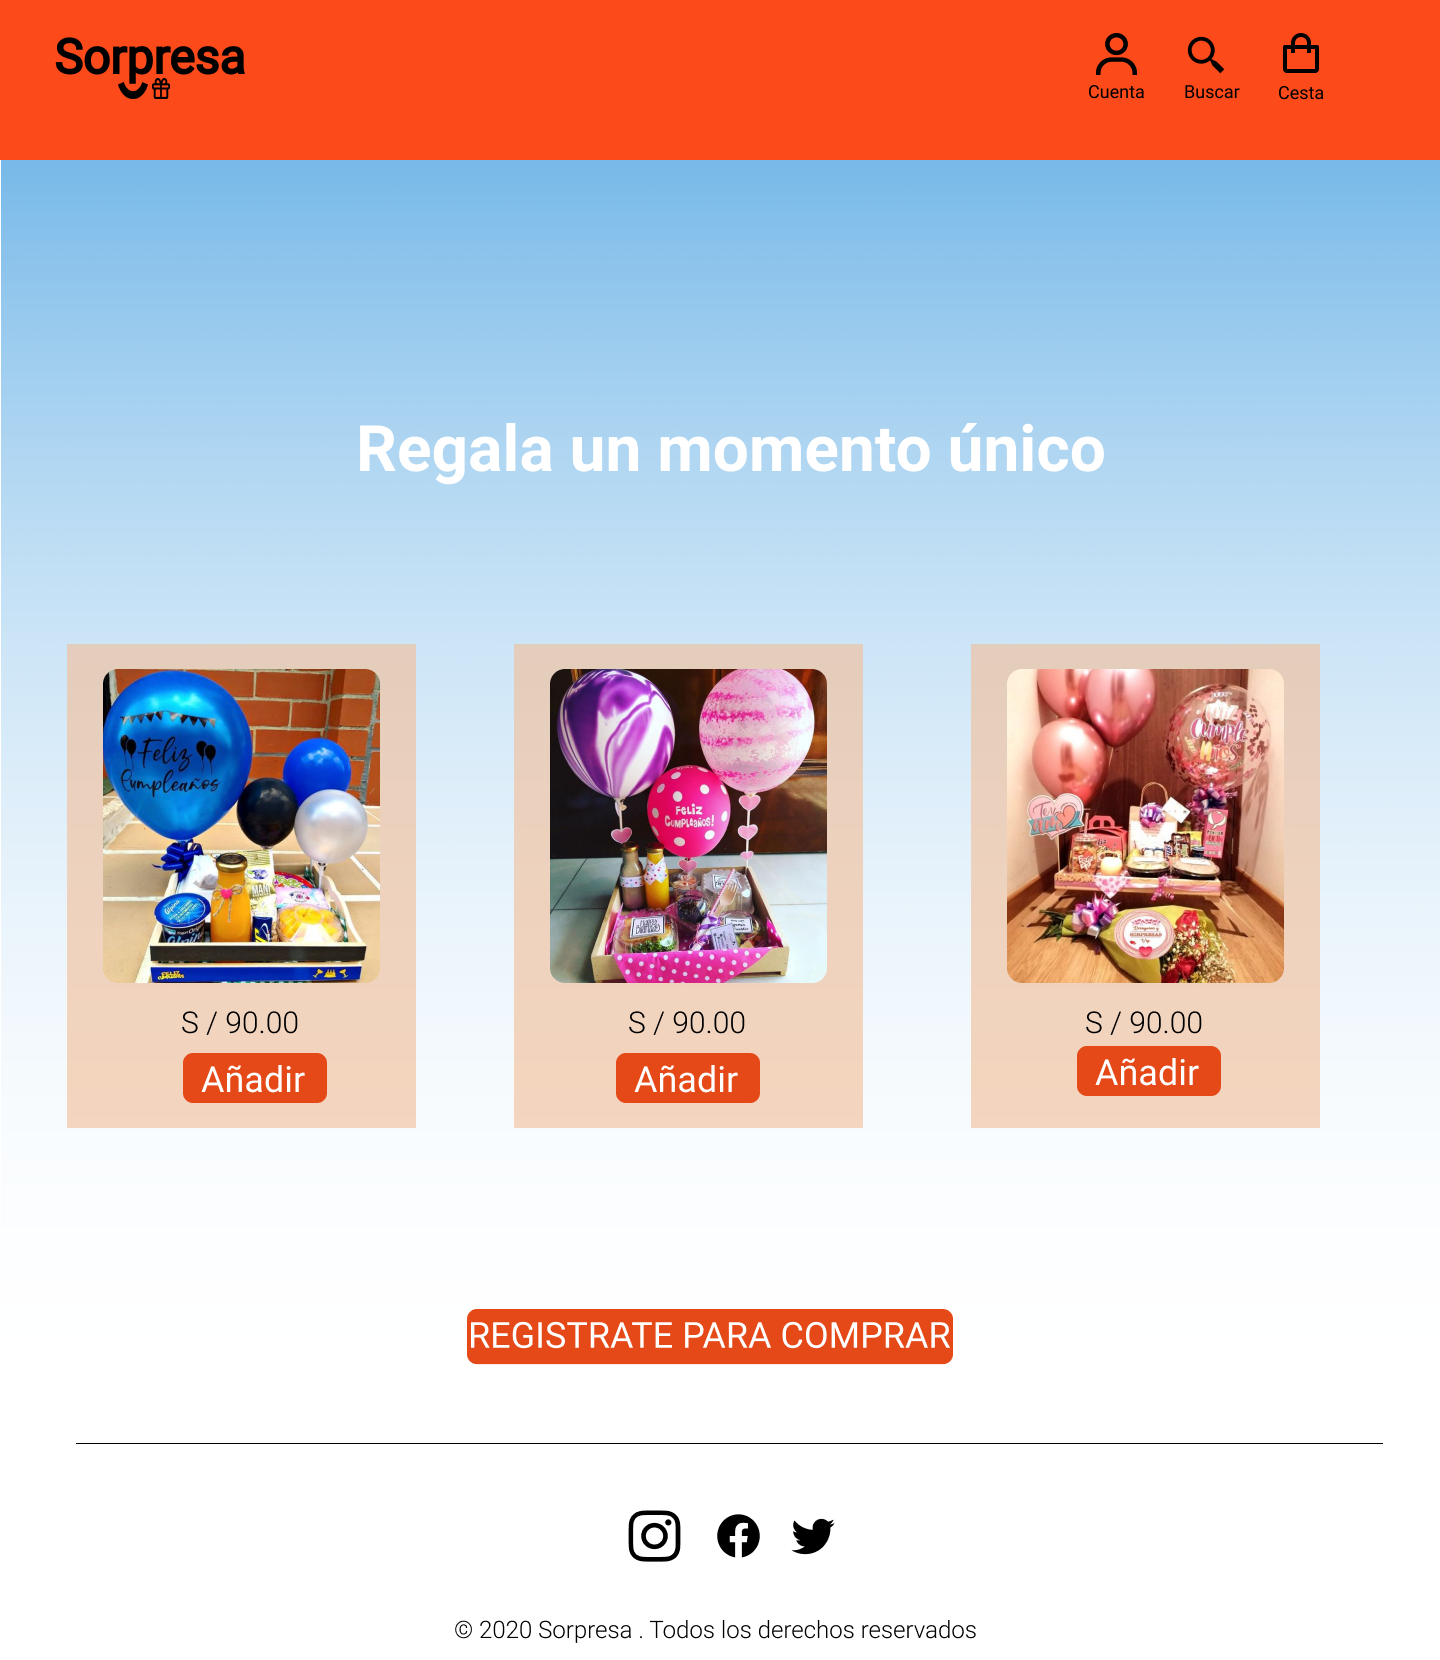 Sorpresa
Cuenta
Buscar
Cesta
Regala un momento único
Feliz
Cumpleaños
FELIZ
CUMPLEAÑOS!
S / 90.00
S / 90.00
S / 90.00
Añadir
Añadir
Añadir
REGISTRATE PARA COMPRAR
© 2020 Sorpresa . Todos los derechos reservados